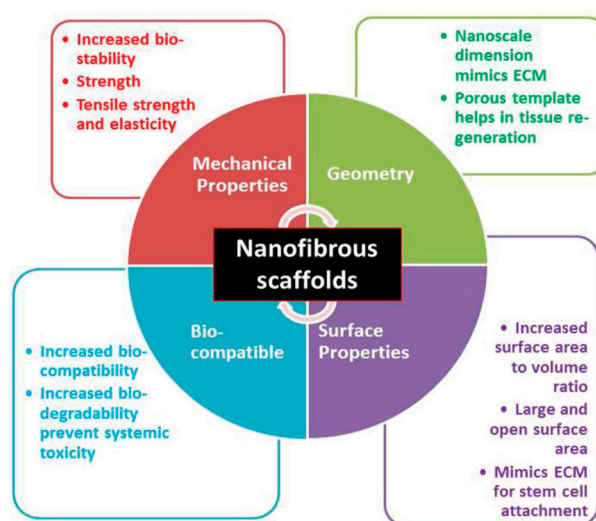 • Increased bio-
stability
• Strength
• Tensile strength
and elasticity
• Nanoscale
dimension
mimics ECM
• Porous template
helps in tissue re-
generation
Mechanical
Properties
Geometry
Nanofibrous
scaffolds
Bio-
compatible
Surface
Properties
• Increased bio-
compatibility
• Increased bio-
degradability
prevent systemic
toxicity
• Increased
surface area
to volume
ratio
• Large and
open surface
area
• Mimics ECM
for stem cell
attachment